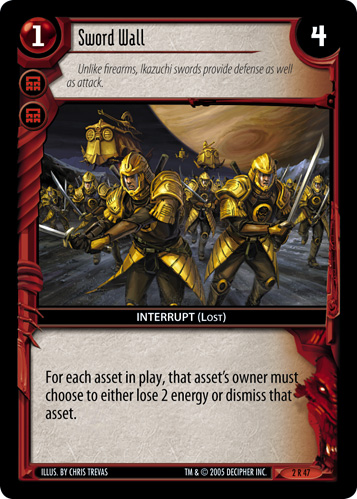 1 Sword Wall 4
Unlike firearms, Ikazuchi swords provide defense as well
as attack.
INTERRUPT (LOST)
For each asset in play, that asset's owner must
choose to either lose 2 energy or dismiss that
asset.
ILLUS. BY CHRIS TREVAS TM & © 2005 DECIPHER INC. 2 R 47